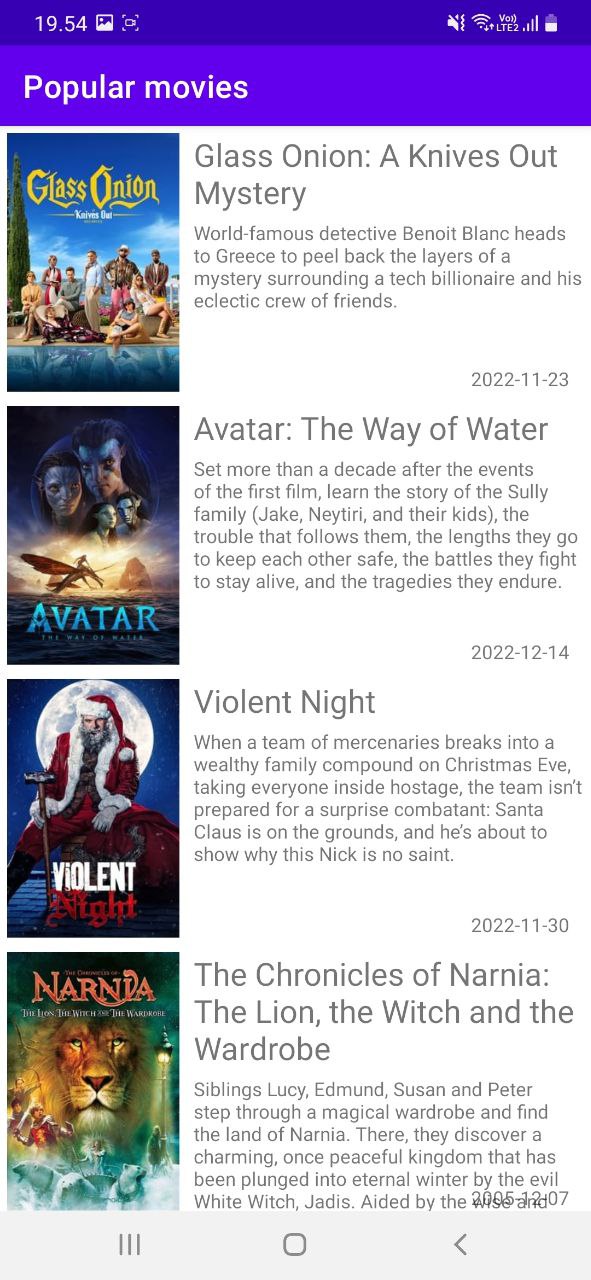 19.54
Vo))
LTE2
Popular movies
Glass Onion
Knives Out
Glass Onion: A Knives Out
Mystery
World-famous detective Benoit Blanc heads
to Greece to peel back the layers of a
mystery surrounding a tech billionaire and his
eclectic crew of friends.
2022-11-23
AVATAR
THE WAY OF WATER
Avatar: The Way of Water
Set more than a decade after the events
of the first film, learn the story of the Sully
family (Jake, Neytiri, and their kids), the
trouble that follows them, the lengths they go
to keep each other safe, the battles they fight
to stay alive, and the tragedies they endure.
2022-12-14
VIOLENT
Night
Violent Night
When a team of mercenaries breaks into a
wealthy family compound on Christmas Eve,
taking everyone inside hostage, the team isn’t
prepared for a surprise combatant: Santa
Claus is on the grounds, and he’s about to
show why this Nick is no saint.
2022-11-30
THE CHRONICLES OF
NARNIA
THE LION, THE WITCH AND THE WARDROBE
The Chronicles of Narnia:
The Lion, the Witch and the
Wardrobe
Siblings Lucy, Edmund, Susan and Peter
step through a magical wardrobe and find
the land of Narnia. There, they discover a
charming, once peaceful kingdom that has
been plunged into eternal winter by the evil
White Witch, Jadis. Aided by the wise and
2005-12-07